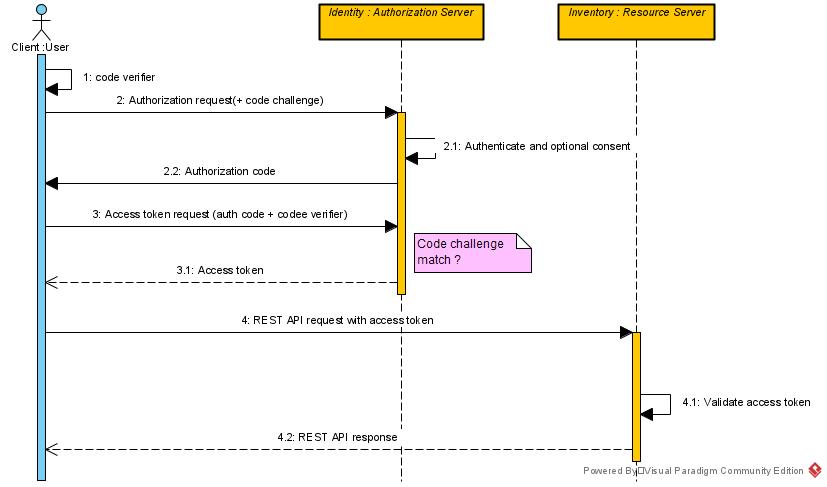 Identity : Authorization Server
Inventory : Resource Server
Client :User
1: code verifier
2: Authorization request(+ code challenge)
2.1: Authenticate and optional consent
2.2: Authorization code
3: Access token request (auth code + codee verifier)
Code challenge
match ?
3.1: Access token
4: REST API request with access token
4.1: Validate access token
4.2: REST API response
Powered By Visual Paradigm Community Edition